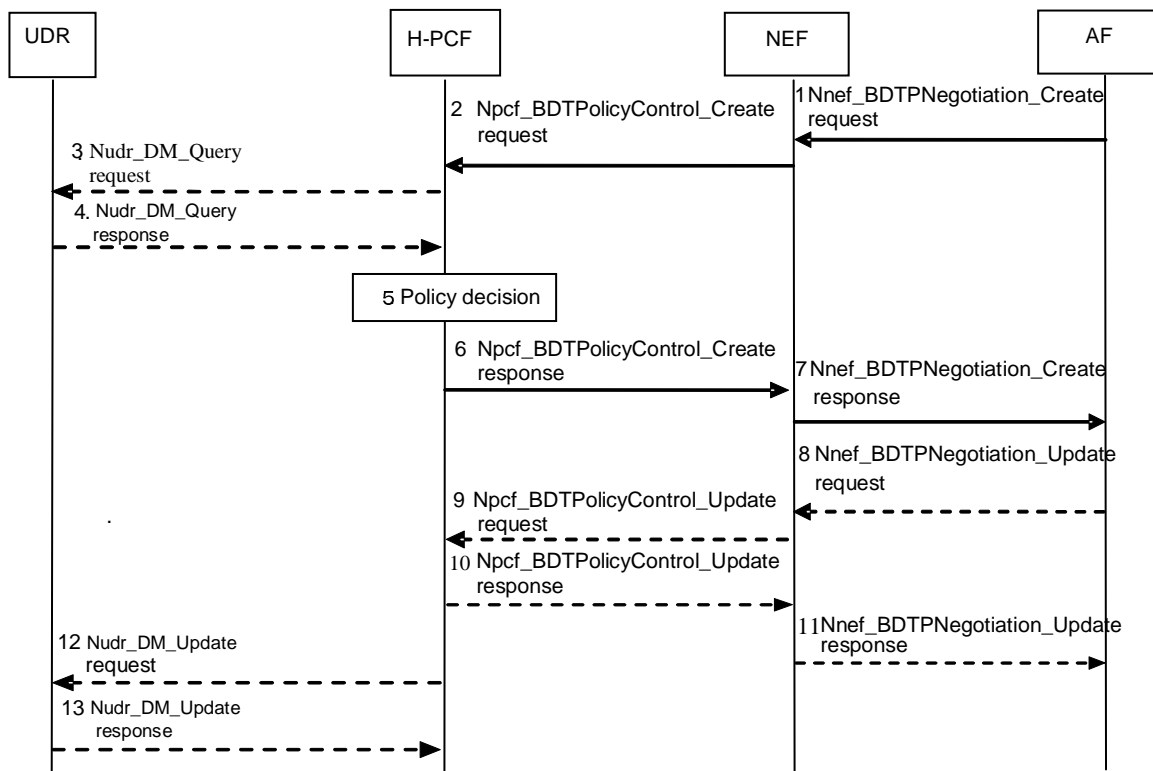 UDR
H-PCF
NEF
AF
1 Nnef_BDTPNegotiation_Create
request
2 Npcf_BDTPolicyControl_Create
request
3. Nudr_DM_Query
request
4. Nudr_DM_Query
response
5 Policy decision
6 Npcf_BDTPolicyControl_Create
response
7 Nnef_BDTPNegotiation_Create
response
8 Nnef_BDTPNegotiation_Update
request
9 Npcf_BDTPolicyControl_Update
request
.
10 Npcf_BDTPolicyControl_Update
response
11 Nnef_BDTPNegotiation_Update
response
12 Nudr_DM_Update
request
13 Nudr_DM_Update
response